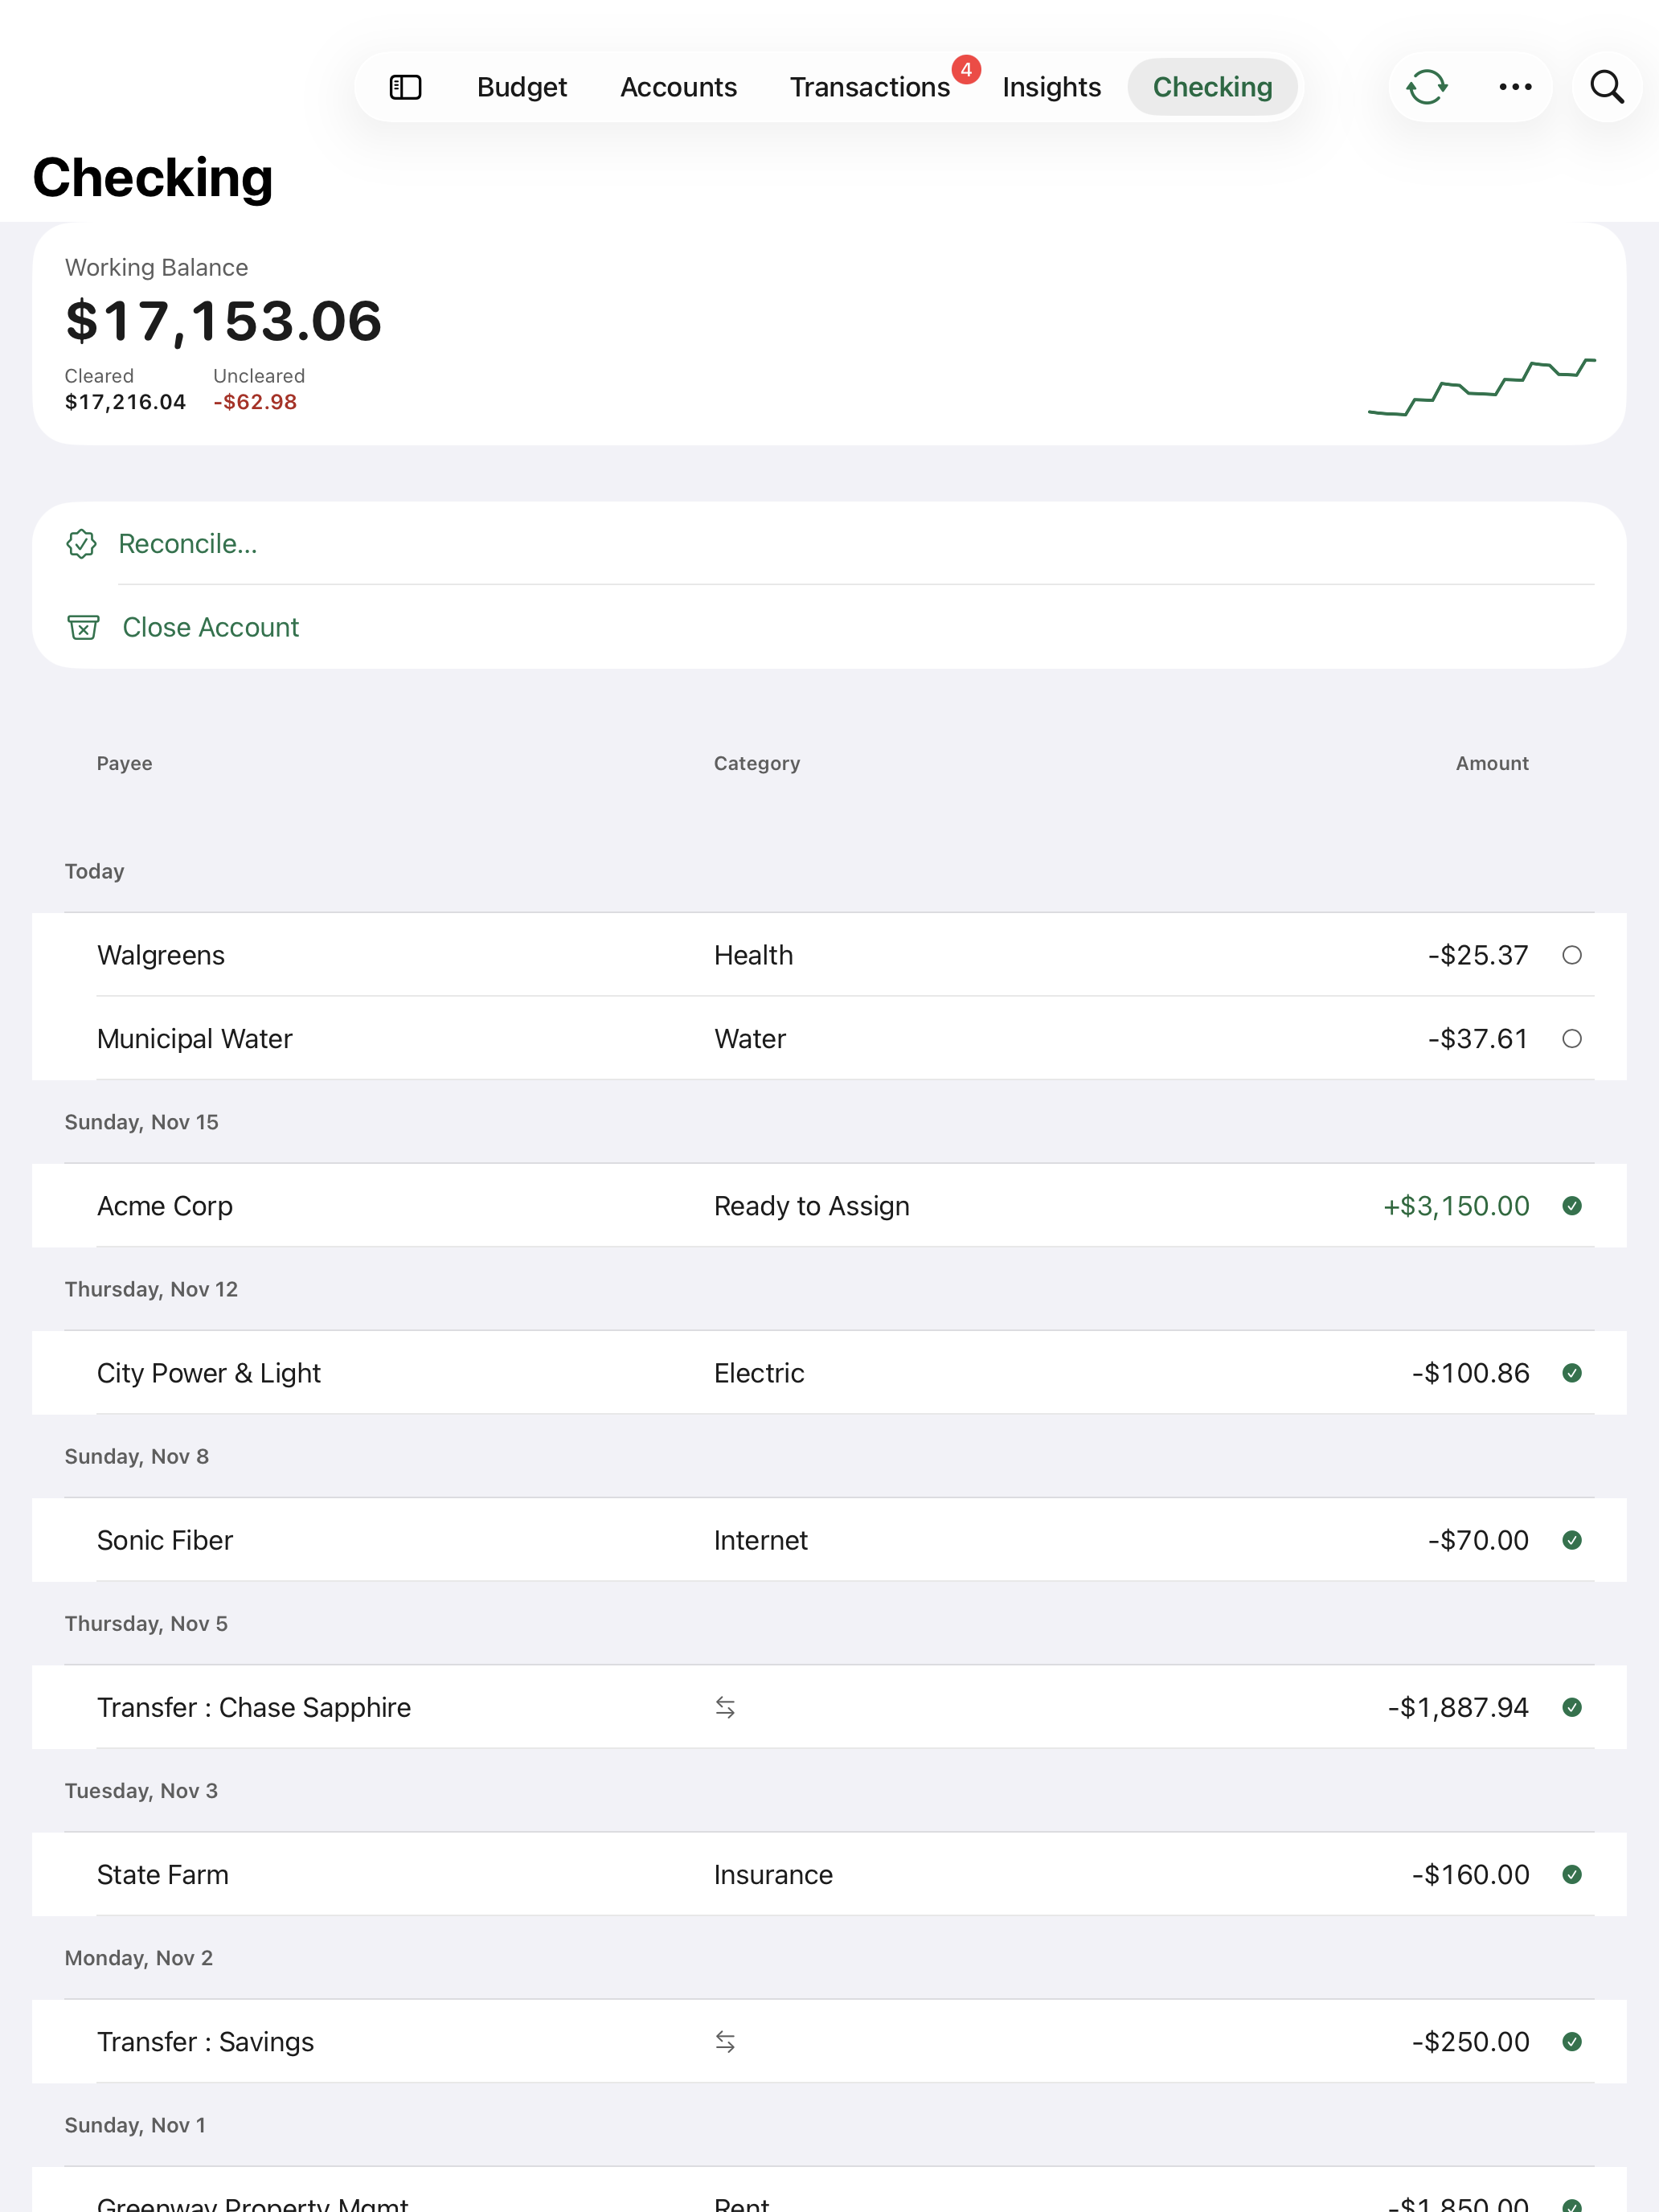 Budget Accounts Transactions 4 Insights Checking
Checking
Working Balance
$17,153.06
Cleared Uncleared
$17,216.04 -$62.98
Reconcile...
Close Account
Payee Category Amount
Today
Walgreens Health -$25.37
Municipal Water Water -$37.61
Sunday, Nov 15
Acme Corp Ready to Assign +$3,150.00
Thursday, Nov 12
City Power & Light Electric -$100.86
Sunday, Nov 8
Sonic Fiber Internet -$70.00
Thursday, Nov 5
Transfer : Chase Sapphire -$1,887.94
Tuesday, Nov 3
State Farm Insurance -$160.00
Monday, Nov 2
Transfer : Savings -$250.00
Sunday, Nov 1
Greenway Property Mgmt Rent -$1,850.00